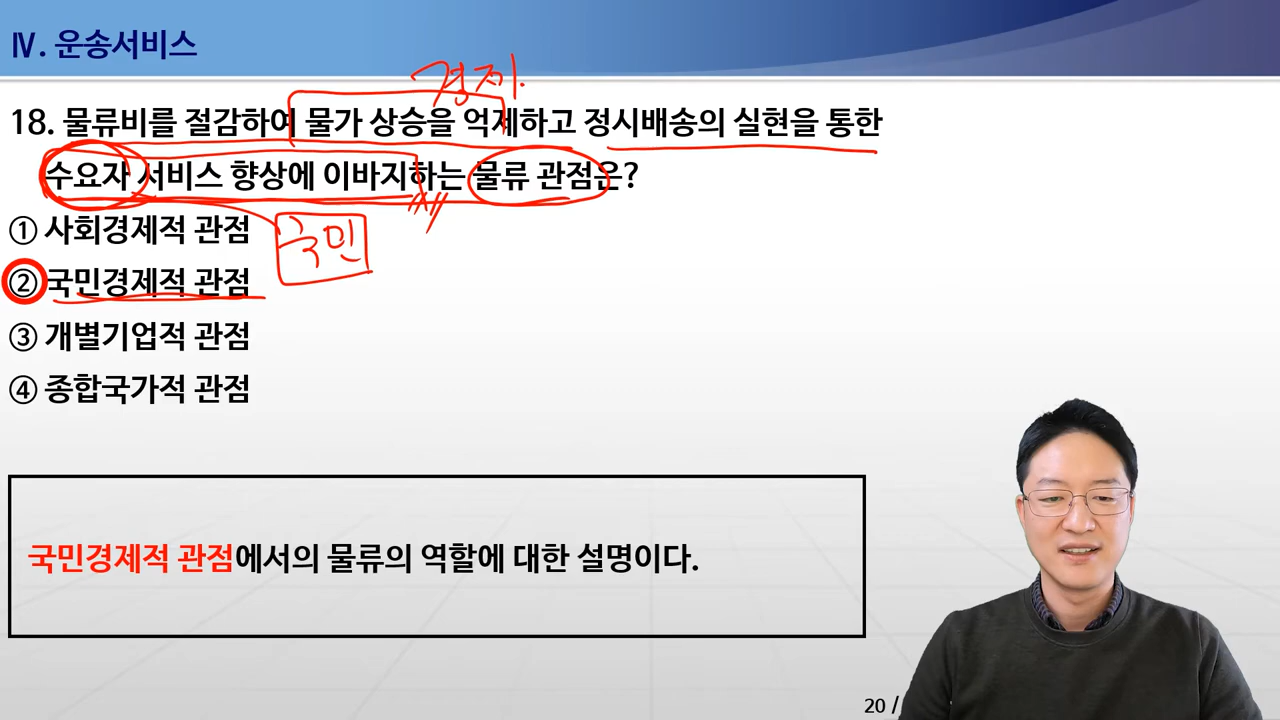 Ⅳ. 운송서비스
경제
18. 물류비를 절감하여 물가 상승을 억제하고 정시배송의 실현을 통한
수요자 서비스 향상에 이바지하는 물류 관점은?
① 사회경제적 관점
국민
② 국민경제적 관점
③ 개별기업적 관점
④ 종합국가적 관점
국민경제적 관점에서의 물류의 역할에 대한 설명이다.
20 /